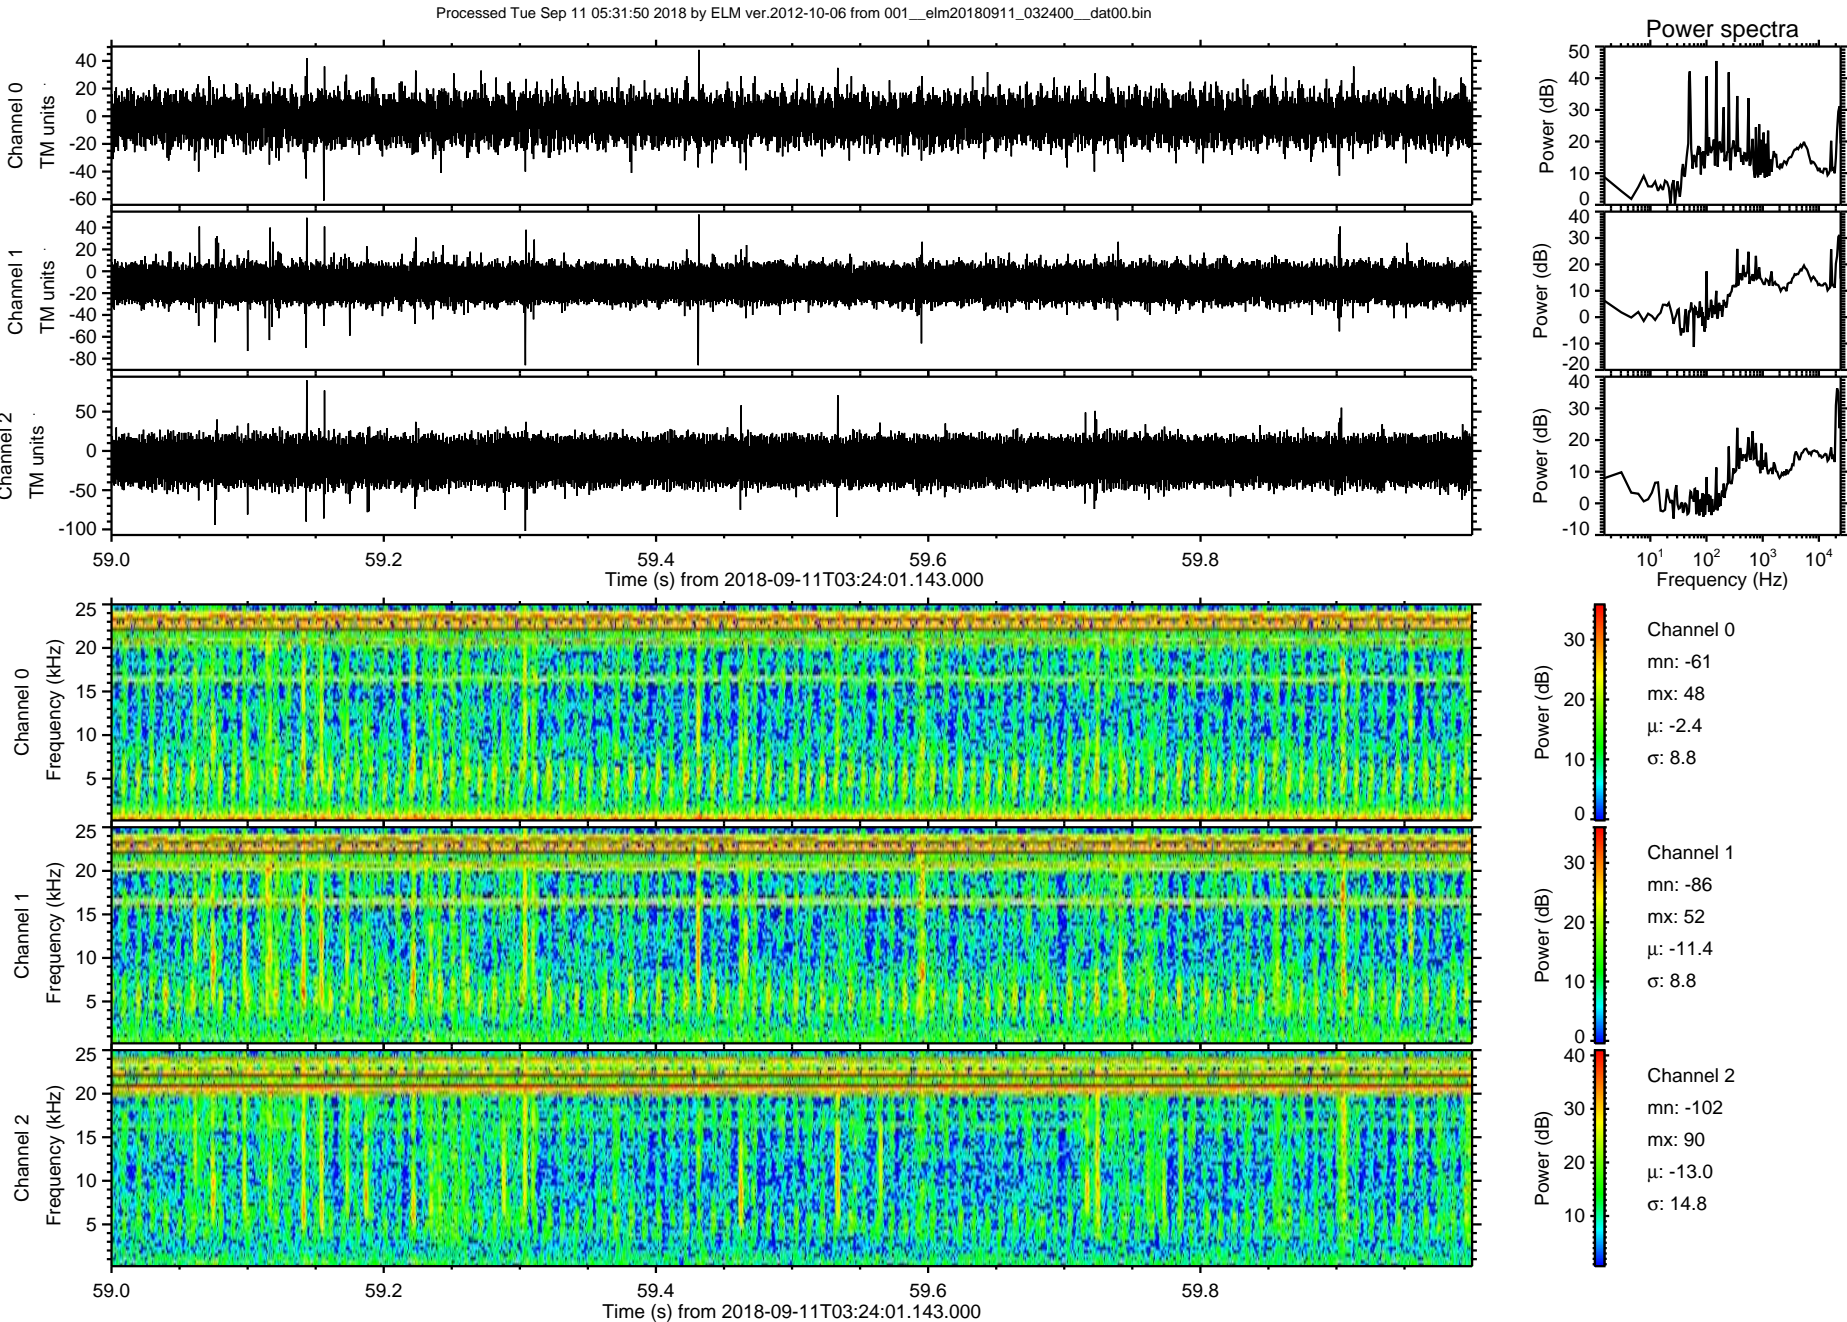 Processed Tue Sep 11 05:31:50 2018 by ELM ver.2012-10-06 from 001__elm20180911_032400__dat00.bin
Power spectra
Channel 0
TM units
40
20
0
-20
-40
-60
Power (dB)
50
40
30
20
10
0
Channel 1
TM units
40
20
0
-20
-40
-60
-80
Power (dB)
40
30
20
10
0
-10
-20
Channel 2
TM units
50
0
-50
-100
Power (dB)
40
30
20
10
0
-10
59.0 59.2 59.4 59.6 59.8
Time (s) from 2018-09-11T03:24:01.143.000
10¹ 10² 10³ 10⁴
Frequency (Hz)
Channel 0
Frequency (kHz)
25
20
15
10
5
Power (dB)
30
20
10
0
Channel 0
mn: -61
mx: 48
μ: -2.4
σ: 8.8
Channel 1
Frequency (kHz)
25
20
15
10
5
Power (dB)
30
20
10
0
Channel 1
mn: -86
mx: 52
μ: -11.4
σ: 8.8
Channel 2
Frequency (kHz)
25
20
15
10
5
Power (dB)
40
30
20
10
Channel 2
mn: -102
mx: 90
μ: -13.0
σ: 14.8
59.0 59.2 59.4 59.6 59.8
Time (s) from 2018-09-11T03:24:01.143.000